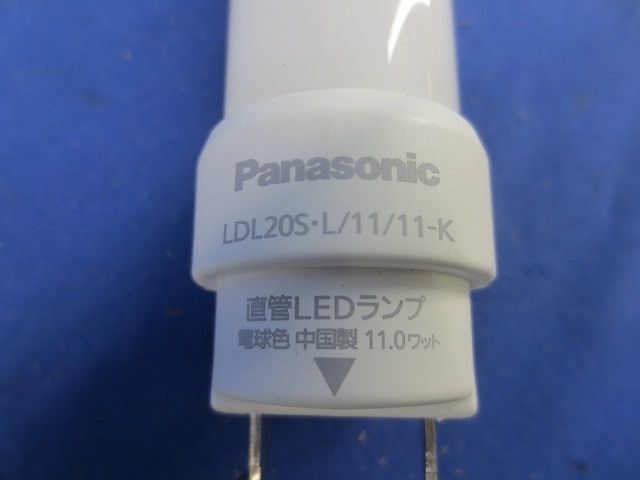 Panasonic
LDL20S・L/11/11-K
直管LEDランプ
電球色 中国製 11.0ワット